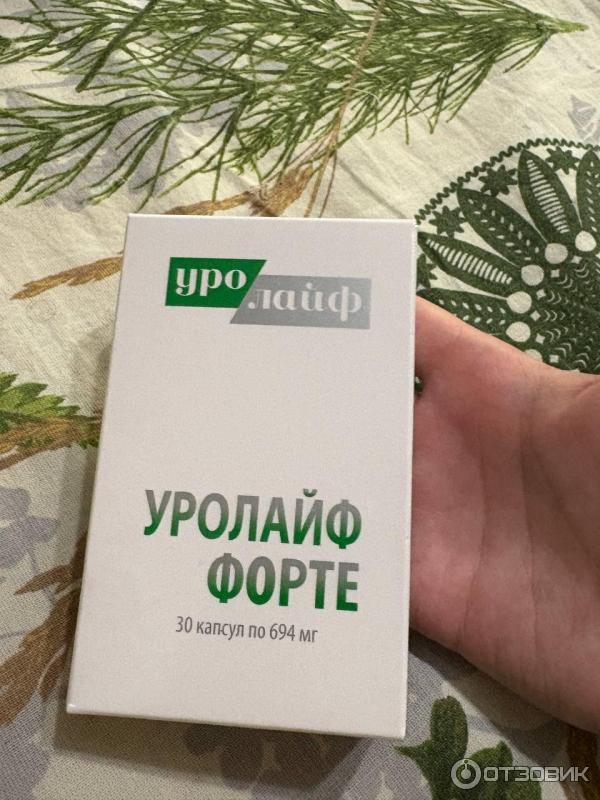 уро
лайф
УРОЛАЙФ
ФОРТЕ
30 капсул по 694 мг
ОТЗОВИК